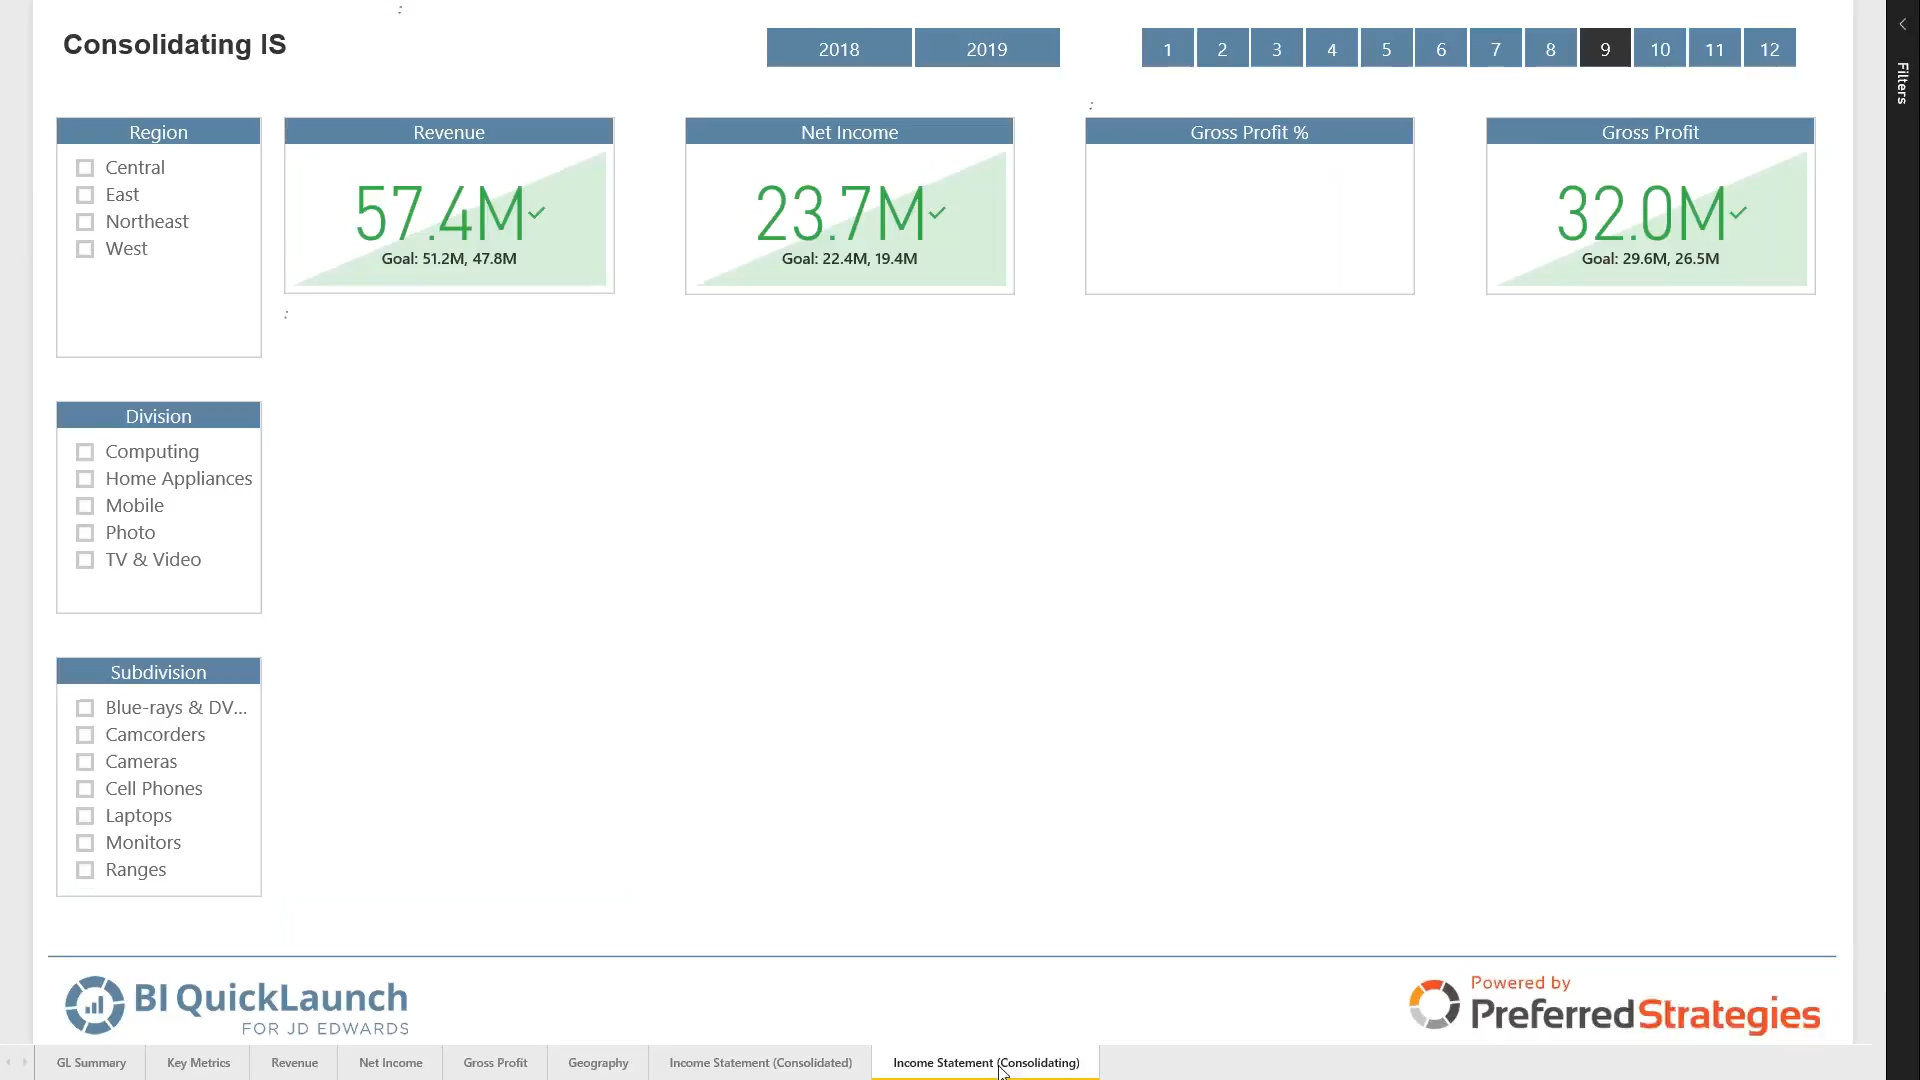 Consolidating IS
2018
2019
1
2
3
4
5
6
7
8
9
10
11
12
Filters
Region
Central
East
Northeast
West
Revenue
57.4M
Goal: 51.2M, 47.8M
Net Income
23.7M
Goal: 22.4M, 19.4M
Gross Profit %
Gross Profit
32.0M
Goal: 29.6M, 26.5M
Division
Computing
Home Appliances
Mobile
Photo
TV & Video
Subdivision
Blue-rays & DV...
Camcorders
Cameras
Cell Phones
Laptops
Monitors
Ranges
BI QuickLaunch
FOR JD EDWARDS
Powered by
PreferredStrategies
GL Summary
Key Metrics
Revenue
Net Income
Gross Profit
Geography
Income Statement (Consolidated)
Income Statement (Consolidating)